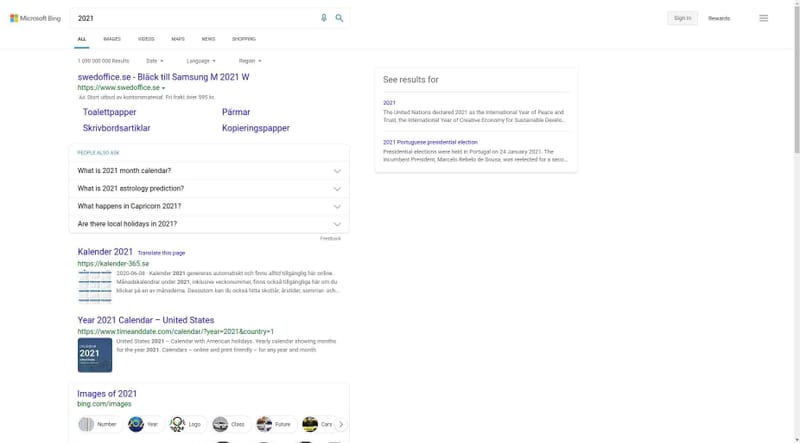 Microsoft Bing
2021
Sign in
Rewards
ALL
IMAGES
VIDEOS
MAPS
NEWS
SHOPPING
1 090 000 000 Results
Date
Language
Region
swedoffice.se - Bläck till Samsung M 2021 W
https://www.swedoffice.se
Ad. Stort utbud av kontorsmaterial. Fri frakt över 595 kr.
Toalettpapper
Pärmar
Skrivbordsartiklar
Kopieringspapper
PEOPLE ALSO ASK
What is 2021 month calendar?
What is 2021 astrology prediction?
What happens in Capricorn 2021?
Are there local holidays in 2021?
Feedback
Kalender 2021 Translate this page
https://kalender-365.se
2020-06-08 · Kalender 2021 genereras automatiskt och finns alltid tillgänglig här online.
Månadskalendrar under 2021, inklusive veckonummer, finns också tillgängliga här om du
klickar på en av månaderna. Dessutom kan du också hitta skottår, årstider, sommar- och...
Year 2021 Calendar – United States
https://www.timeanddate.com/calendar/?year=2021&country=1
2021
United States 2021 – Calendar with American holidays. Yearly calendar showing months
for the year 2021. Calendars – online and print friendly – for any year and month.
Images of 2021
bing.com/images
Number
Year
Logo
Class
Future
Cars
See results for
2021
The United Nations declared 2021 as the International Year of Peace and
Trust, the International Year of Creative Economy for Sustainable Develo...
2021 Portuguese presidential election
Presidential elections were held in Portugal on 24 January 2021. The
incumbent President, Marcelo Rebelo de Sousa, was reelected for a seco...